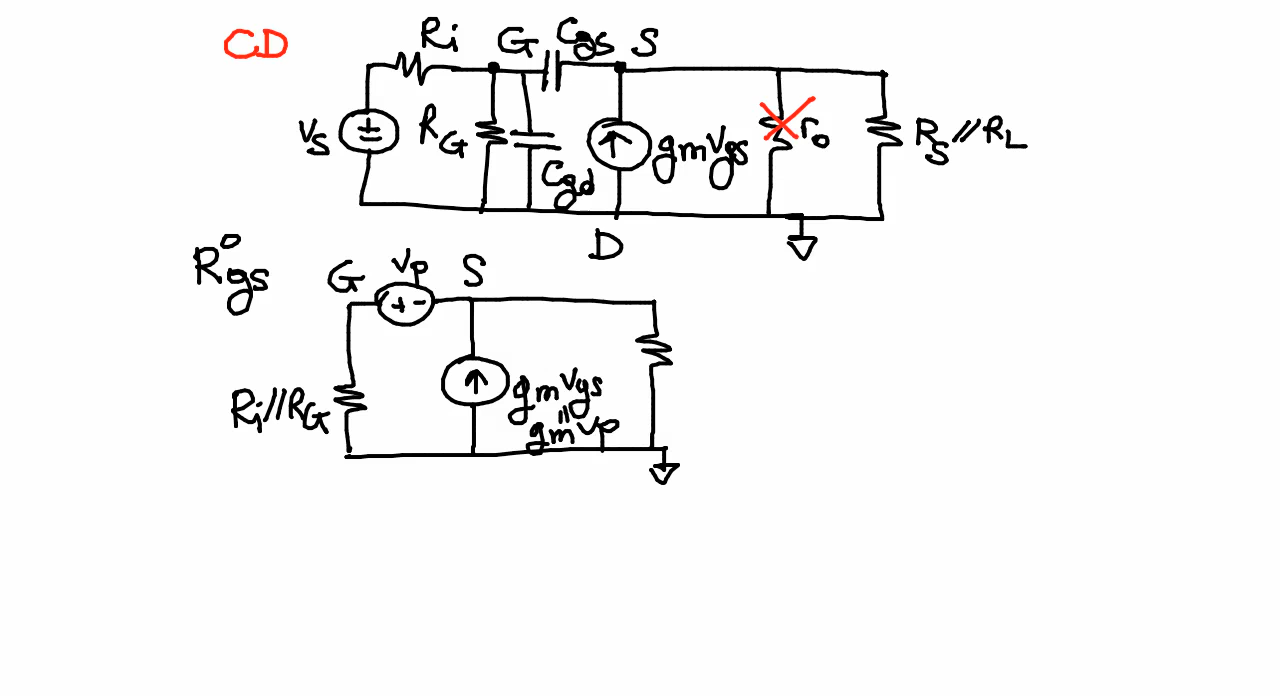 CD
Ri G Cgs S
vs RG Cgd gmvgs ro RS//RL
D
R°gs
G vp S
+ -
Ri//RG gmvgs
=
gmvp